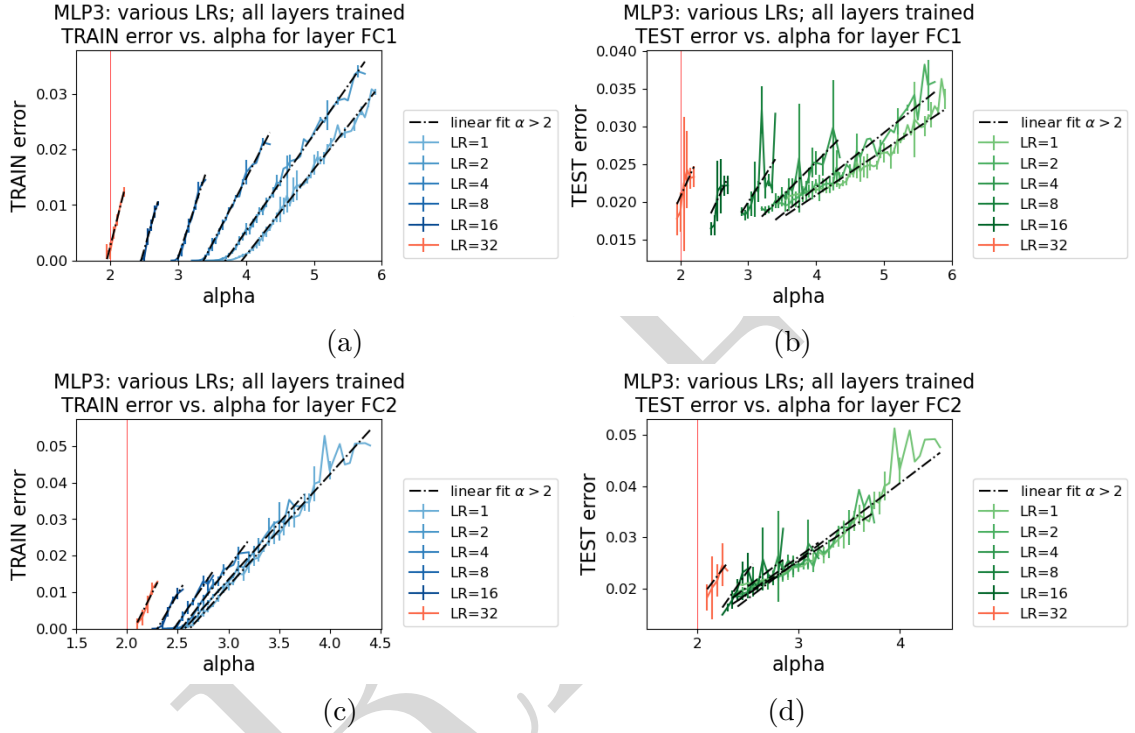 MLP3: various LRs; all layers trained
TRAIN error vs. alpha for layer FC1
TRAIN error
0.03
0.02
0.01
0.00
2
3
4
5
6
alpha
linear fit α > 2
LR=1
LR=2
LR=4
LR=8
LR=16
LR=32
(a)
MLP3: various LRs; all layers trained
TEST error vs. alpha for layer FC1
TEST error
0.040
0.035
0.030
0.025
0.020
0.015
2
3
4
5
6
alpha
linear fit α > 2
LR=1
LR=2
LR=4
LR=8
LR=16
LR=32
(b)
MLP3: various LRs; all layers trained
TRAIN error vs. alpha for layer FC2
TRAIN error
0.05
0.04
0.03
0.02
0.01
0.00
1.5
2.0
2.5
3.0
3.5
4.0
4.5
alpha
linear fit α > 2
LR=1
LR=2
LR=4
LR=8
LR=16
LR=32
(c)
MLP3: various LRs; all layers trained
TEST error vs. alpha for layer FC2
TEST error
0.05
0.04
0.03
0.02
2
3
4
alpha
linear fit α > 2
LR=1
LR=2
LR=4
LR=8
LR=16
LR=32
(d)